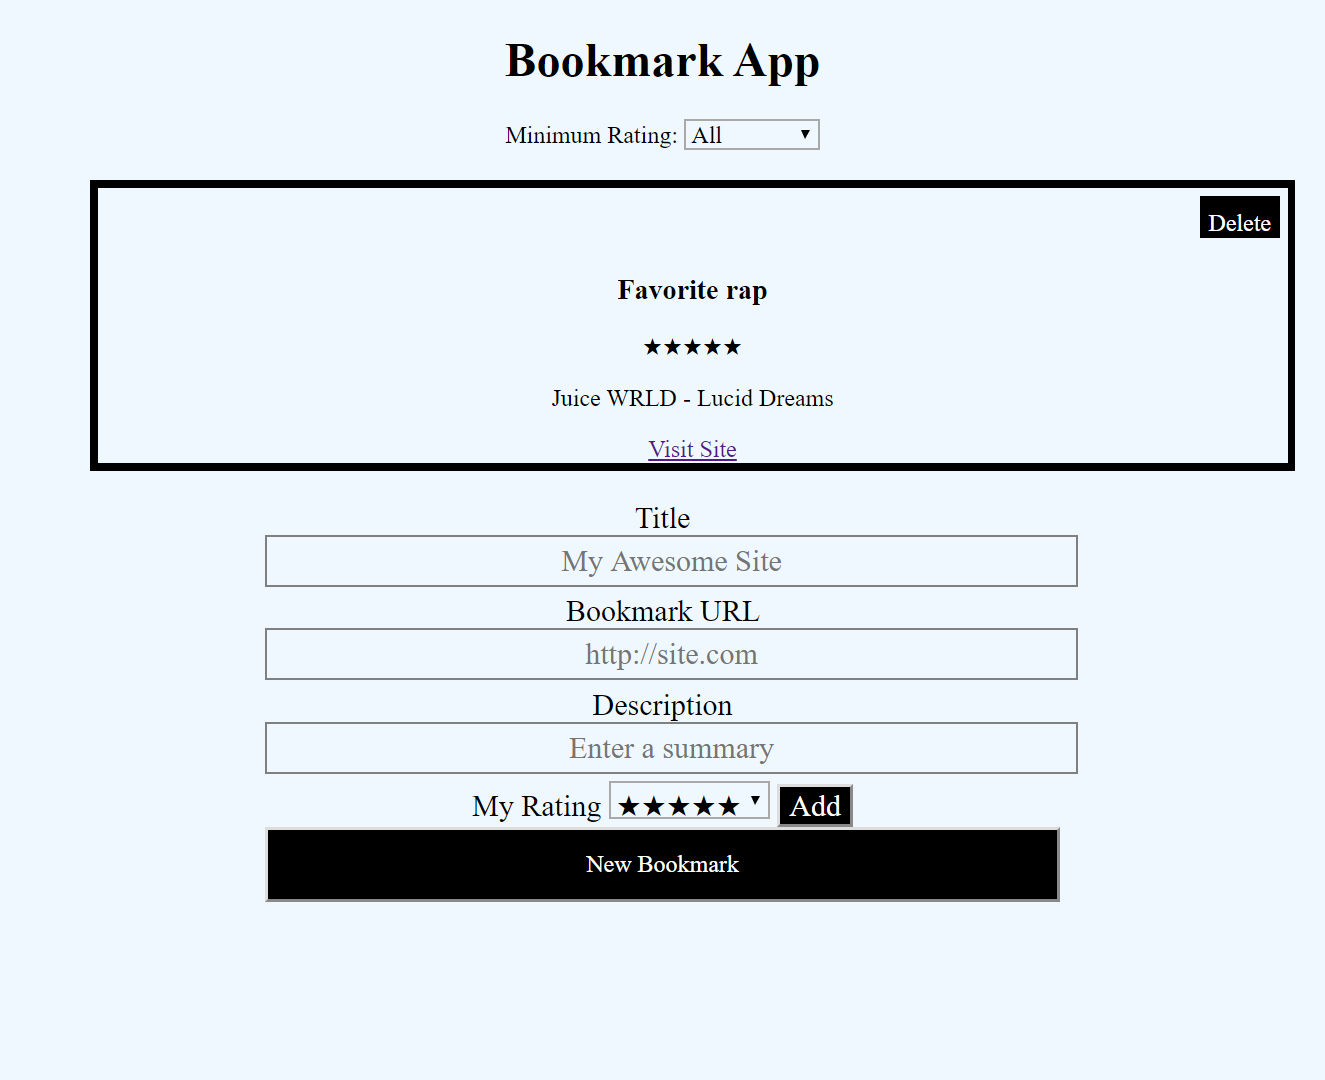 Bookmark App
Minimum Rating: All ▼
Delete
Favorite rap
★★★★★
Juice WRLD - Lucid Dreams
Visit Site
Title
My Awesome Site
Bookmark URL
http://site.com
Description
Enter a summary
My Rating ★★★★★ ▼ Add
New Bookmark